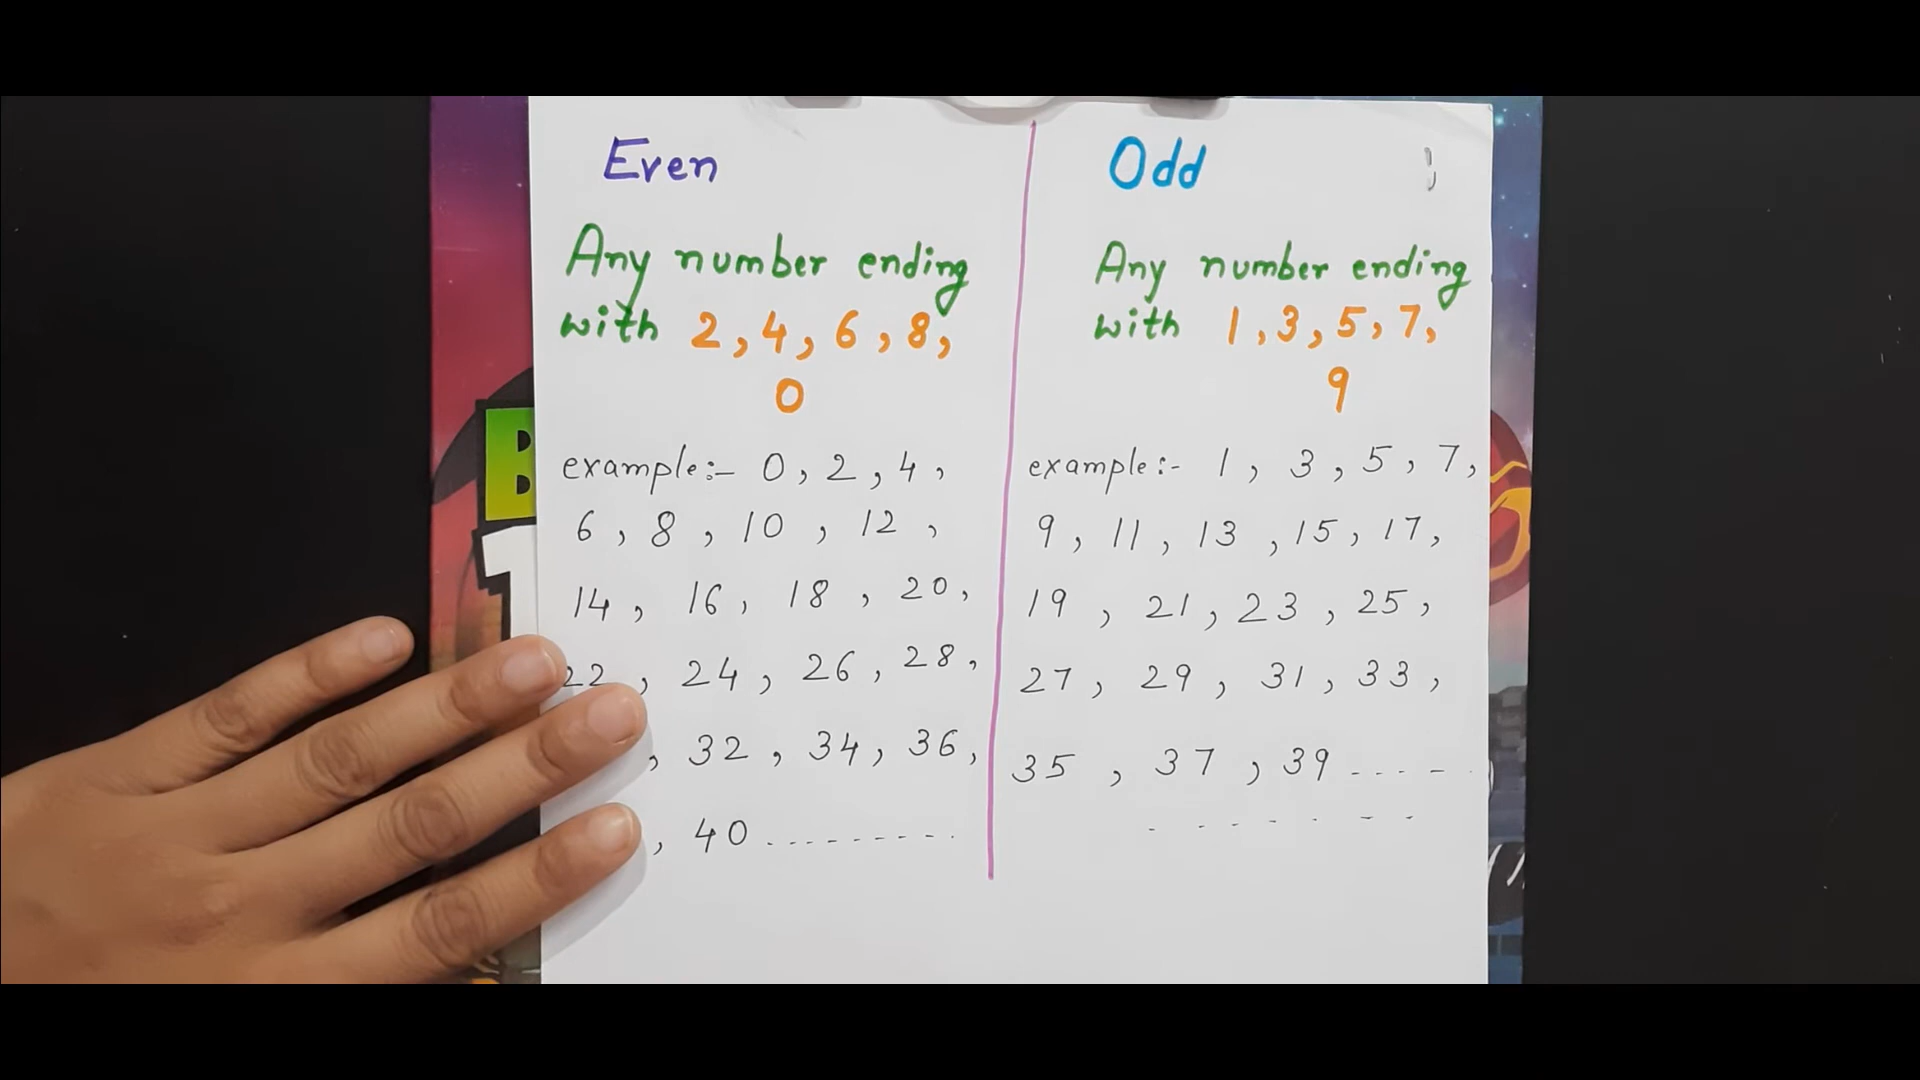 Even
Any number ending
with 2, 4, 6, 8,
0
example:- 0, 2, 4,
6, 8, 10, 12,
14, 16, 18, 20,
22, 24, 26, 28,
, 32, 34, 36,
, 40 .........
Odd
Any number ending
with 1, 3, 5, 7,
9
example:- 1, 3, 5, 7,
9, 11, 13, 15, 17,
19, 21, 23, 25,
27, 29, 31, 33,
35, 37, 39 - - - - -
- - - - - -